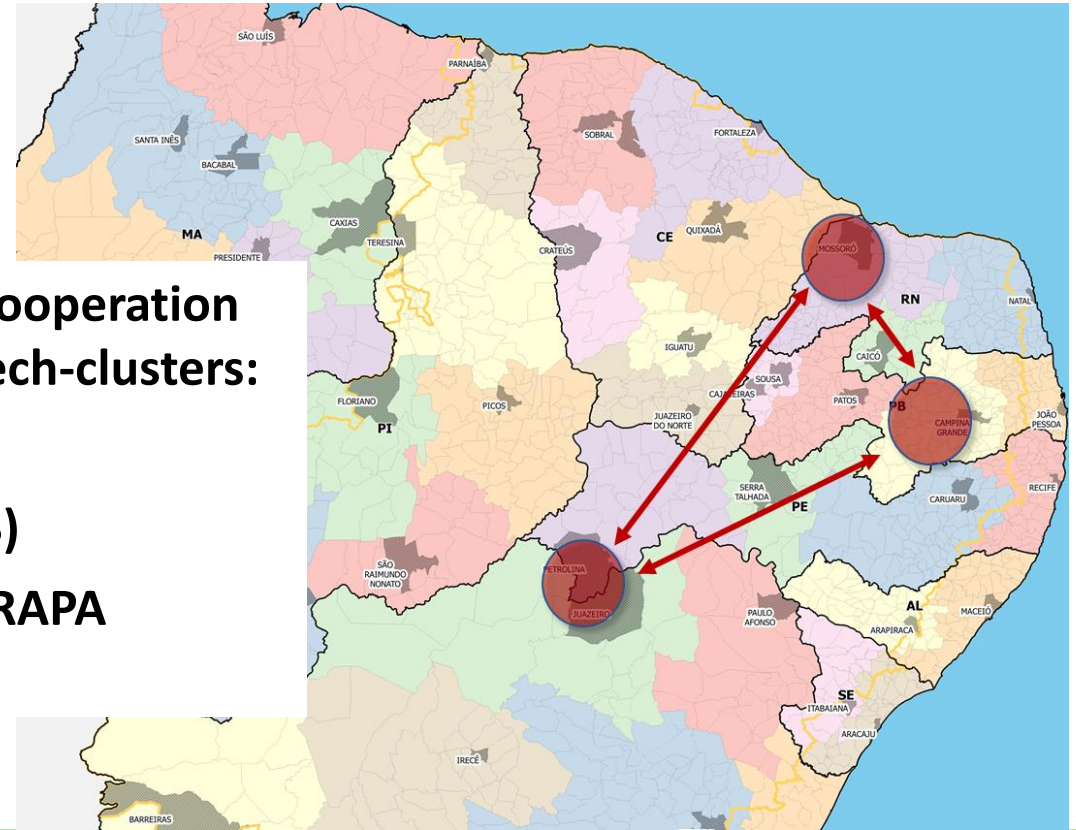 SÃO LUÍS
PARNAÍBA
SANTA INÊS
BACABAL
SOBRAL
FORTALEZA
CAXIAS
MA
TERESINA
CE
QUIXADÁ
CRATEÚS
MOSSORÓ
PRESIDENTE
RN
NATAL
ooperation
ech-clusters:
IGUATU
CAICÓ
SOUSA
CAJAZEIRAS
PATOS
PB
FLORIANO
PICOS
JUAZEIRO
DO NORTE
CAMPINA
GRANDE
JOÃO
PESSOA
PI
SERRA
TALHADA
PE
CARUARU
RECIFE
)
SÃO
RAIMUNDO
NONATO
PETROLINA
JUAZEIRO
RAPA
PAULO
AFONSO
AL
MACEIÓ
ARAPIRACA
SE
ITABAIANA
ARACAJU
IRECÊ
BARREIRAS